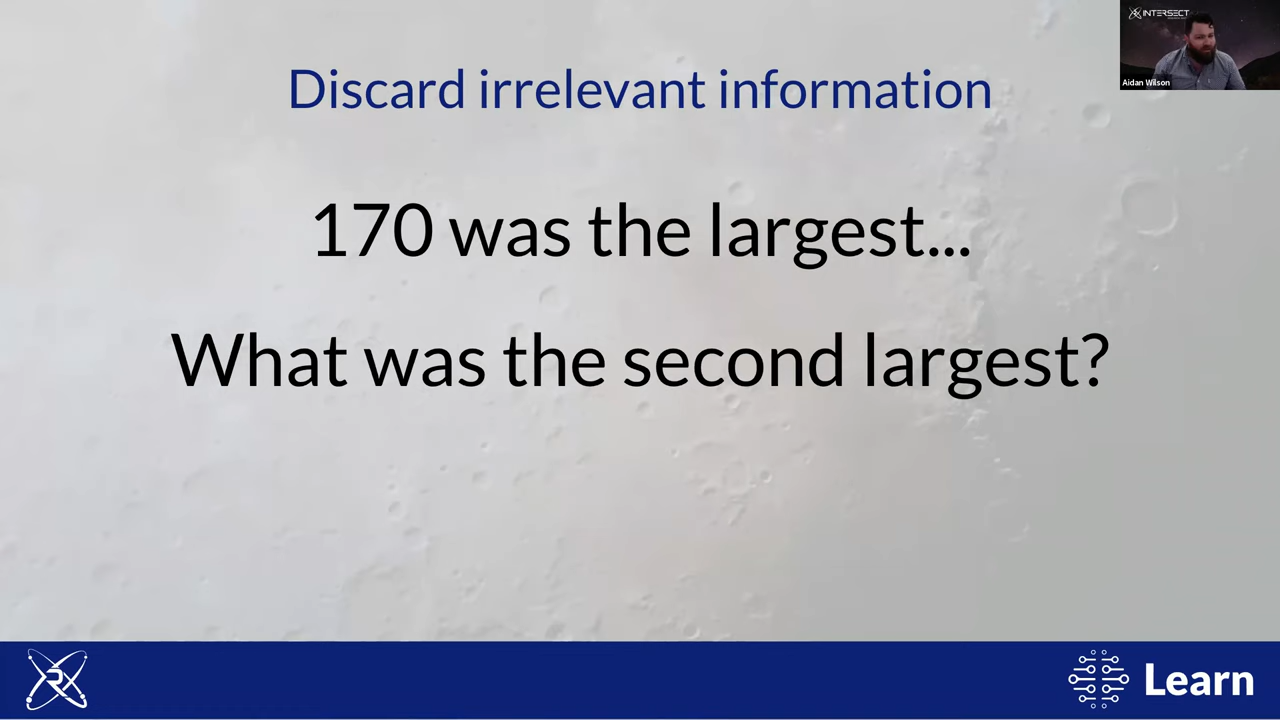 INTERSECT
Aidan Wilson
Discard irrelevant information
170 was the largest...
What was the second largest?
Learn